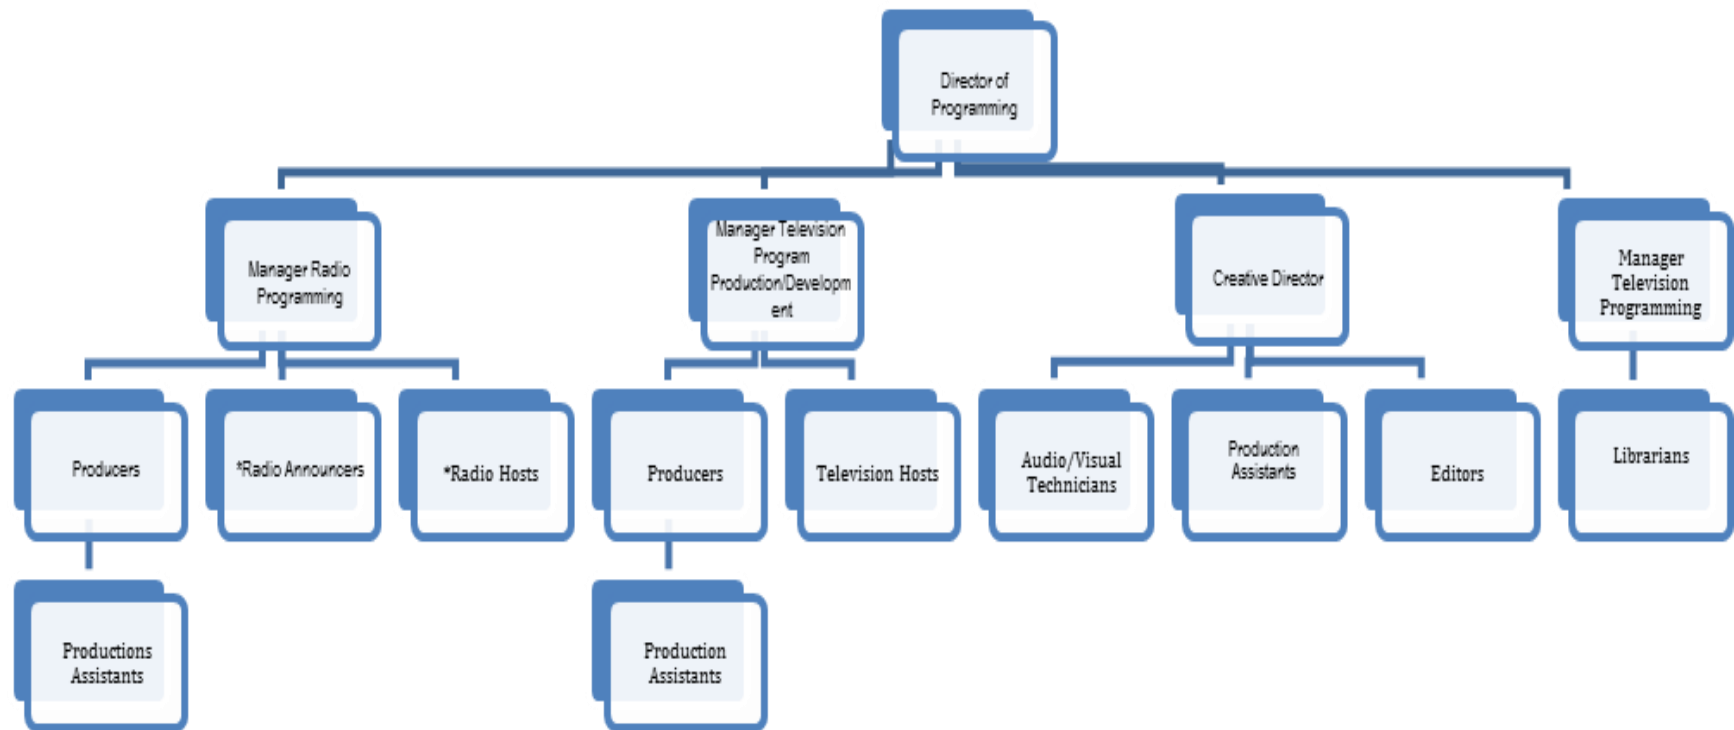 Director of
Programming
Manager Radio
Programming
Manager Television
Program
Production/Developm
ent
Creative Director
Manager
Television
Programming
Producers
*Radio Announcers
*Radio Hosts
Producers
Television Hosts
Audio/Visual
Technicians
Production
Assistants
Editors
Librarians
Productions
Assistants
Production
Assistants